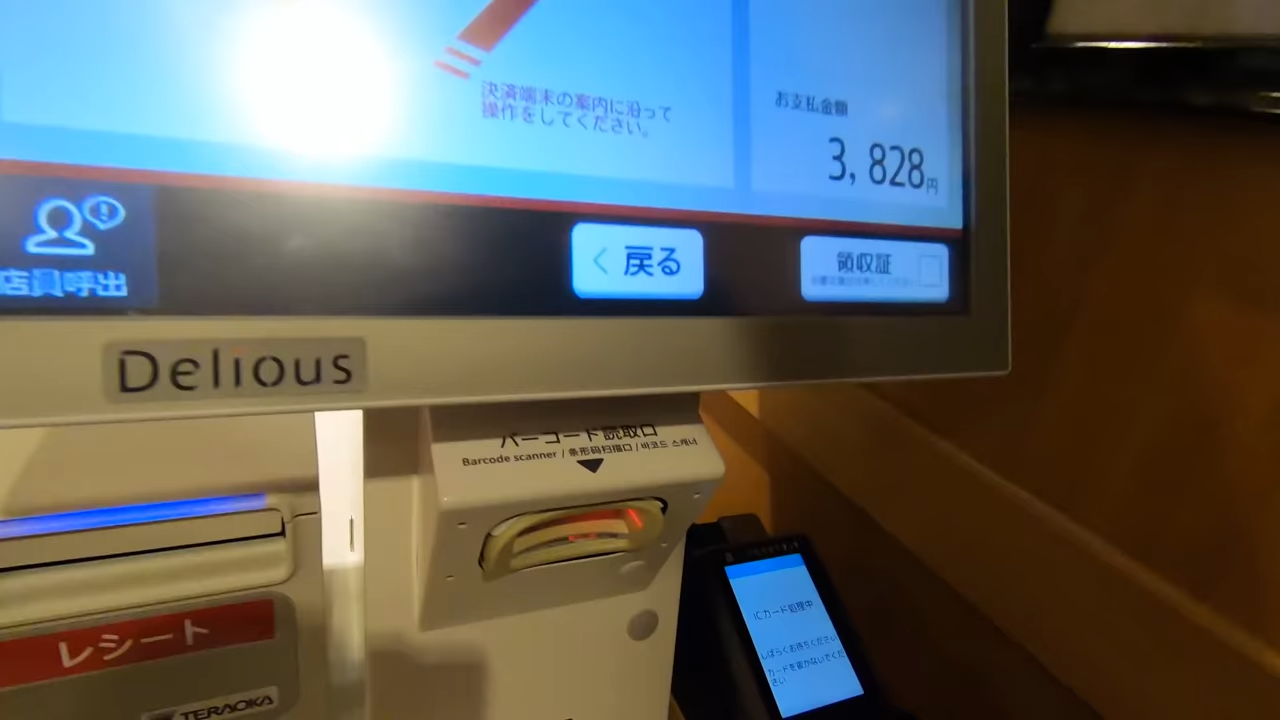 決済端末の案内に沿って
操作をしてください。
お支払金額
3,828円
店員呼出
戻る
領収証
Delious
バーコード読取口
Barcode scanner / 条形码扫描口 / 바코드 스캐너
レシート
TERAOKA
ICカード処理中
しばらくお待ちください
カードを抜かないでくだ
さい